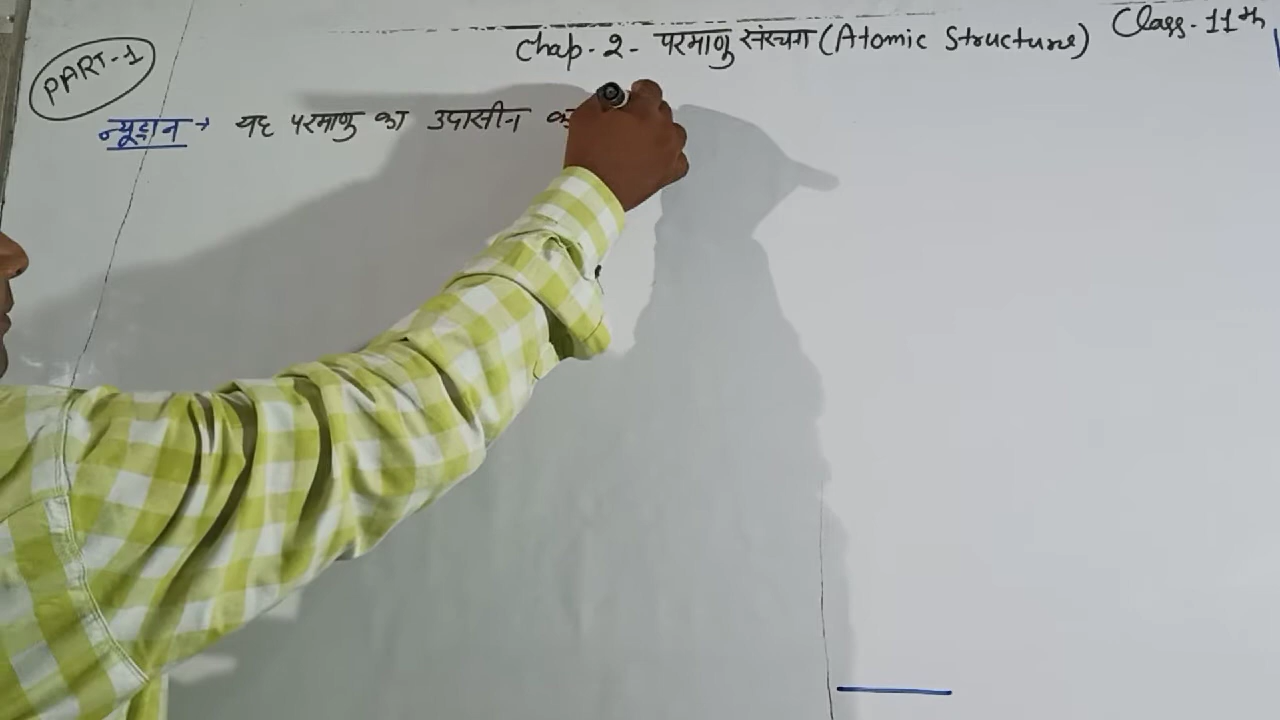 Chap - 2 - परमाणु संरचना (Atomic Structure) Class - 11th
PART-1
न्यूट्रान → यह परमाणु का उदासीन